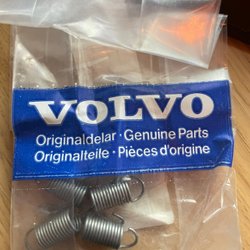 VOLVO
Originaldelar · Genuine Parts
Originalteile · Pièces d'origine